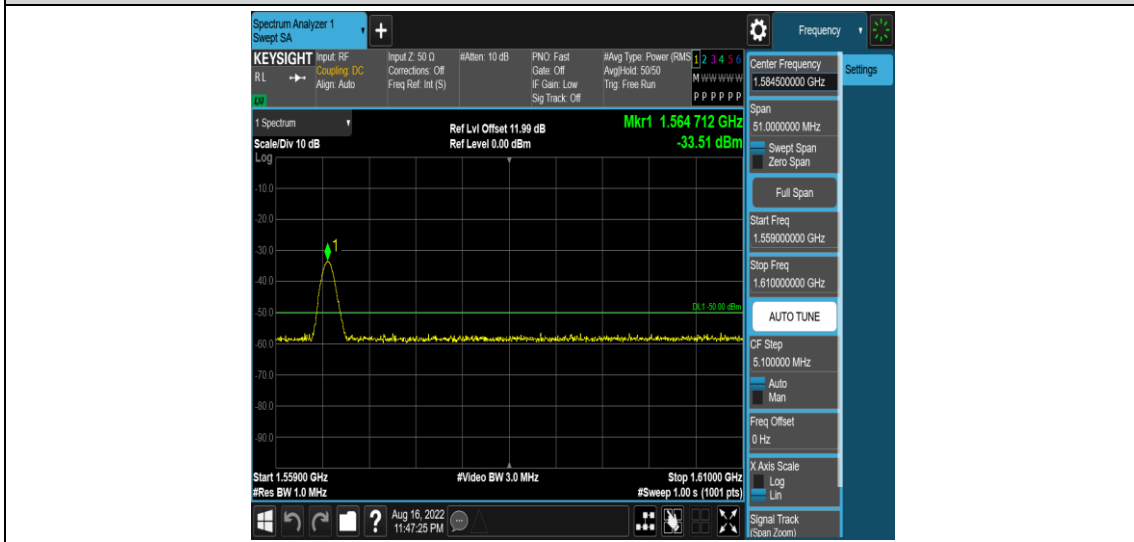 Spectrum Analyzer 1
Swept SA
+
Frequency
KEYSIGHT
RL
LXI
Input: RF
Coupling: DC
Align: Auto
Input Z: 50 Ω
Corrections: Off
Freq Ref: Int (S)
#Atten: 10 dB
PNO: Fast
Gate: Off
IF Gain: Low
Sig Track: Off
#Avg Type: Power (RMS
Avg|Hold: 50/50
Trig: Free Run
1 2 3 4 5 6
M W W W W W
P P P P P P
1 Spectrum
Scale/Div 10 dB
Ref Lvl Offset 11.99 dB
Ref Level 0.00 dBm
Mkr1 1.564 712 GHz
-33.51 dBm
Log
-10.0
-20.0
-30.0
1
-40.0
DL1 -50.00 dBm
-50.0
-60.0
-70.0
-80.0
-90.0
Start 1.55900 GHz
#Res BW 1.0 MHz
#Video BW 3.0 MHz
Stop 1.61000 GHz
#Sweep 1.00 s (1001 pts)
?
Aug 16, 2022
11:47:25 PM
Center Frequency
1.584500000 GHz
Settings
Span
51.0000000 MHz
Swept Span
Zero Span
Full Span
Start Freq
1.559000000 GHz
Stop Freq
1.610000000 GHz
AUTO TUNE
CF Step
5.100000 MHz
Auto
Man
Freq Offset
0 Hz
X Axis Scale
Log
Lin
Signal Track
(Span Zoom)